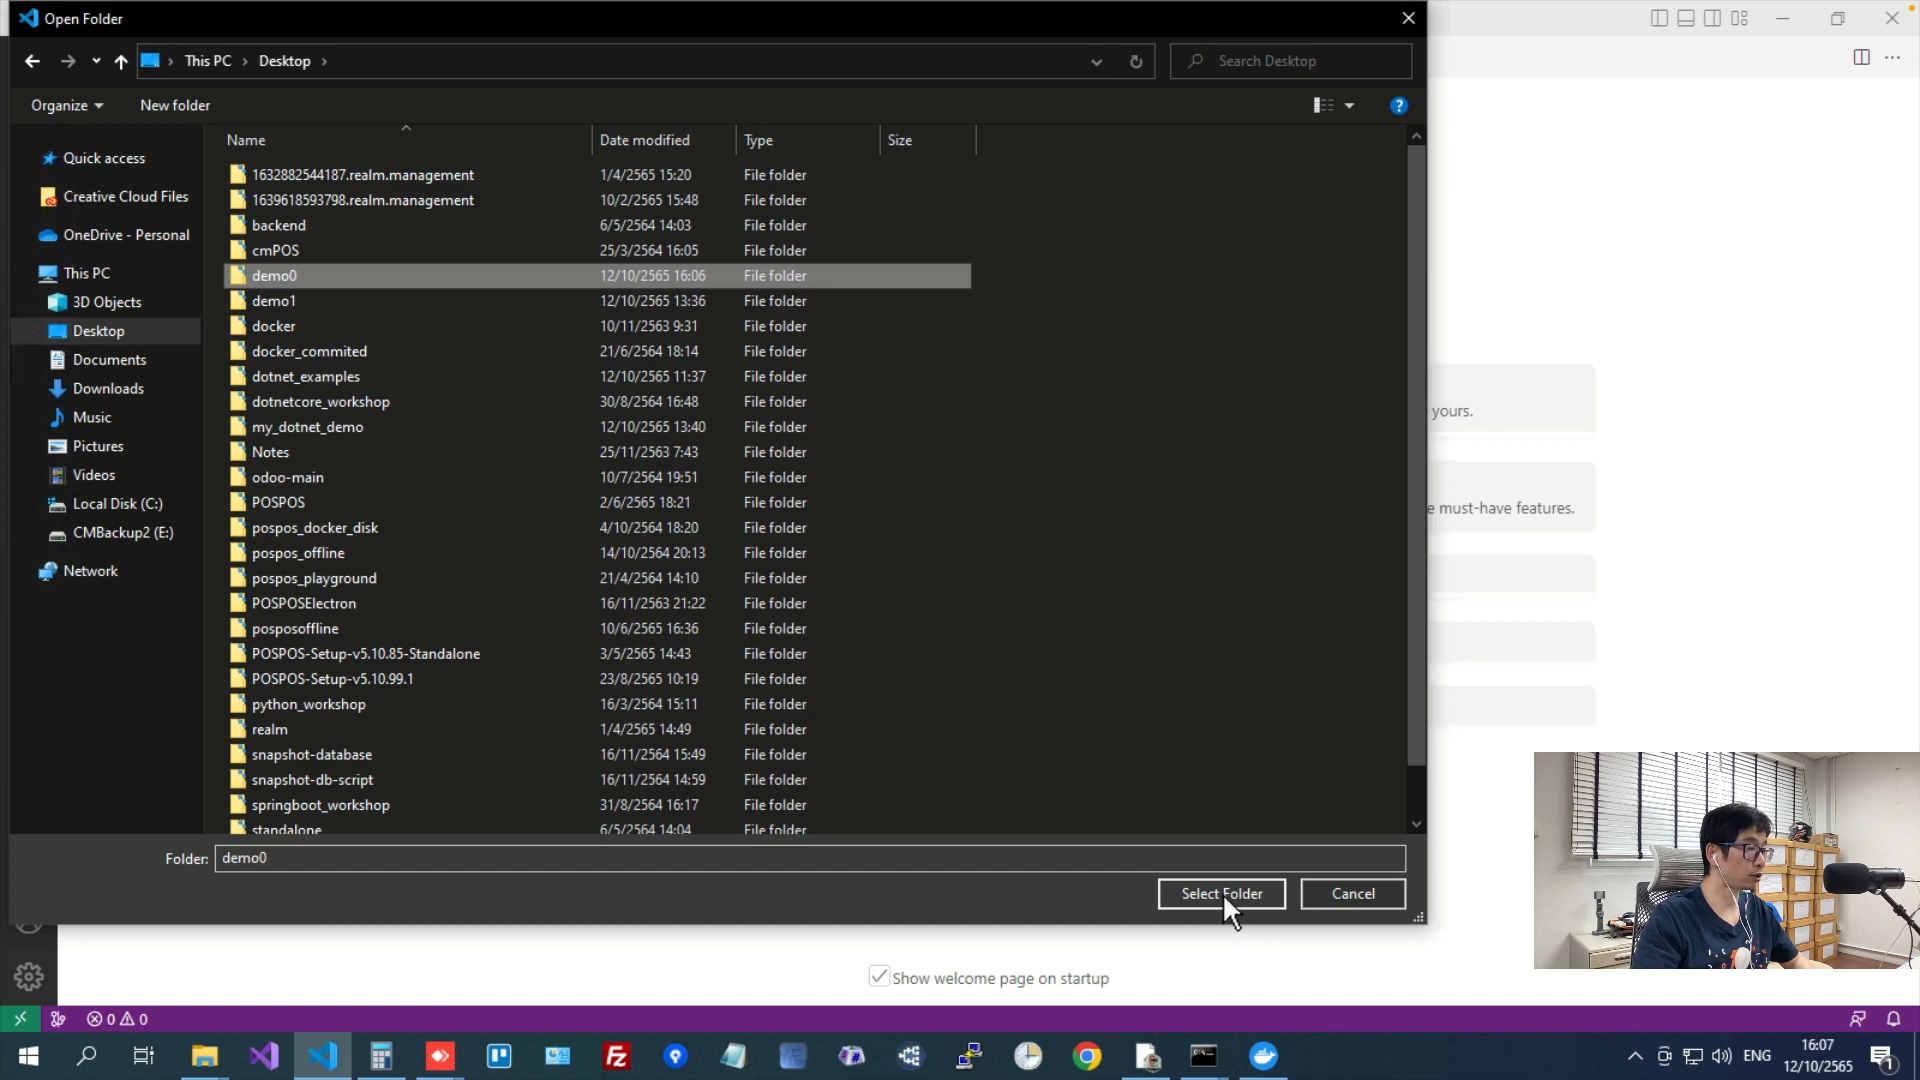 Open Folder
This PC
Desktop
Search Desktop
Organize
New folder
?
Name
Date modified
Type
Size
Quick access
Creative Cloud Files
OneDrive - Personal
This PC
3D Objects
Desktop
Documents
Downloads
Music
Pictures
Videos
Local Disk (C:)
CMBackup2 (E:)
Network
1632882544187.realm.management 1/4/2565 15:20 File folder
1639618593798.realm.management 10/2/2565 15:48 File folder
backend 6/5/2564 14:03 File folder
cmPOS 25/3/2564 16:05 File folder
demo0 12/10/2565 16:06 File folder
demo1 12/10/2565 13:36 File folder
docker 10/11/2563 9:31 File folder
docker_commited 21/6/2564 18:14 File folder
dotnet_examples 12/10/2565 11:37 File folder
dotnetcore_workshop 30/8/2564 16:48 File folder
my_dotnet_demo 12/10/2565 13:40 File folder
Notes 25/11/2563 7:43 File folder
odoo-main 10/7/2564 19:51 File folder
POSPOS 2/6/2565 18:21 File folder
pospos_docker_disk 4/10/2564 18:20 File folder
pospos_offline 14/10/2564 20:13 File folder
pospos_playground 21/4/2564 14:10 File folder
POSPOSElectron 16/11/2563 21:22 File folder
posposoffline 10/6/2565 16:36 File folder
POSPOS-Setup-v5.10.85-Standalone 3/5/2565 14:43 File folder
POSPOS-Setup-v5.10.99.1 23/8/2565 10:19 File folder
python_workshop 16/3/2564 15:11 File folder
realm 1/4/2565 14:49 File folder
snapshot-database 16/11/2564 15:49 File folder
snapshot-db-script 16/11/2564 14:59 File folder
springboot_workshop 31/8/2564 16:17 File folder
standalone 6/5/2564 14:04 File folder
Folder: demo0
Select Folder
Cancel
yours.
e must-have features.
Show welcome page on startup
0 0
Fz
ENG
16:07
12/10/2565
1